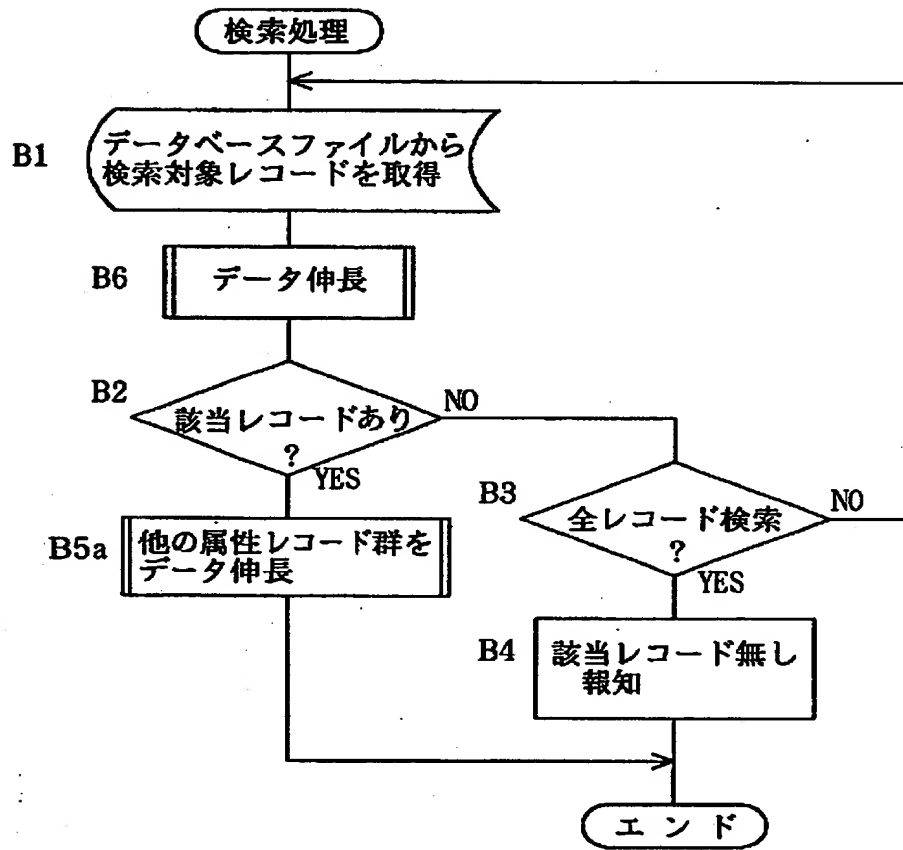 検索処理
B1
データベースファイルから
検索対象レコードを取得
B6
データ伸長
B2
該当レコードあり
?
NO
YES
B3
全レコード検索
?
NO
YES
B5a
他の属性レコード群を
データ伸長
B4
該当レコード無し
報知
エンド